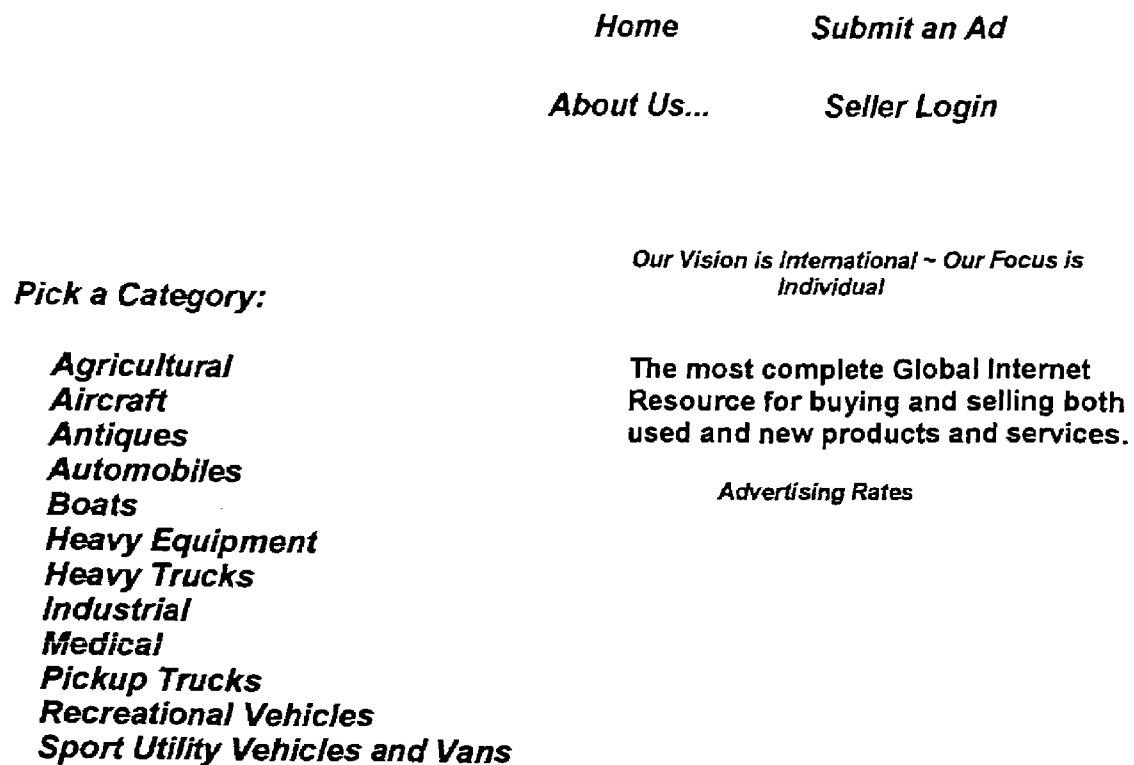 Home Submit an Ad
About Us... Seller Login
Our Vision is International ~ Our Focus is
Individual
Pick a Category:
Agricultural
Aircraft
Antiques
Automobiles
Boats
Heavy Equipment
Heavy Trucks
Industrial
Medical
Pickup Trucks
Recreational Vehicles
Sport Utility Vehicles and Vans
The most complete Global Internet
Resource for buying and selling both
used and new products and services.
Advertising Rates